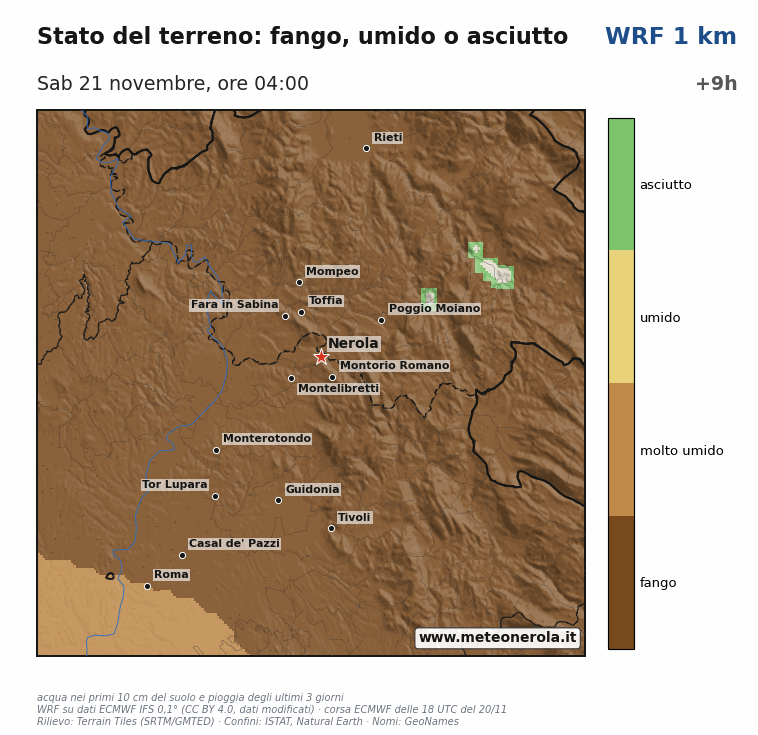 Stato del terreno: fango, umido o asciutto
WRF 1 km
Sab 21 novembre, ore 04:00
+9h
Rieti
asciutto
Mompeo
Toffia
Fara in Sabina
Poggio Moiano
umido
Nerola
Montorio Romano
Montelibretti
Monterotondo
molto umido
Tor Lupara
Guidonia
Tivoli
Casal de' Pazzi
Roma
fango
www.meteonerola.it
acqua nei primi 10 cm del suolo e pioggia degli ultimi 3 giorni
WRF su dati ECMWF IFS 0,1° (CC BY 4.0, dati modificati) · corsa ECMWF delle 18 UTC del 20/11
Rilievo: Terrain Tiles (SRTM/GMTED) · Confini: ISTAT, Natural Earth · Nomi: GeoNames